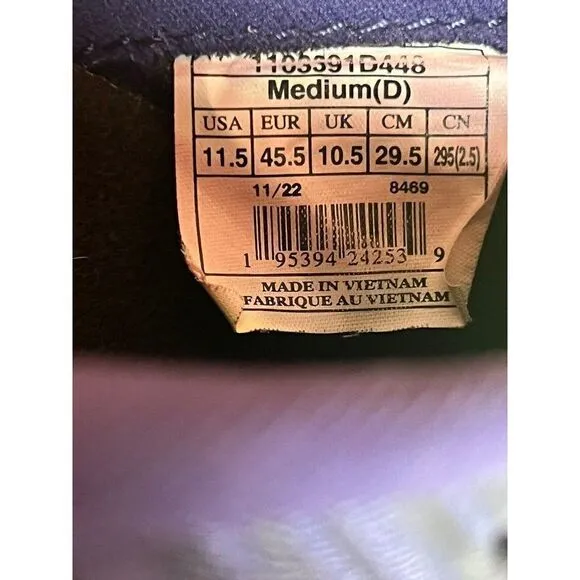 1103391D448
Medium(D)
USA EUR UK CM CN
11.5 45.5 10.5 29.5 295(2.5)
11/22 8469
1 95394 24253 9
MADE IN VIETNAM
FABRIQUE AU VIETNAM